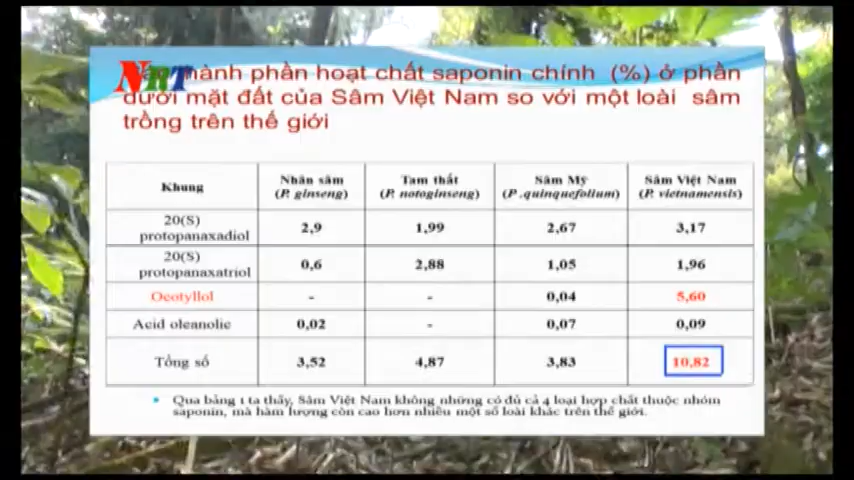 NRT
mành phần hoạt chất saponin chính (%) ở phần
dưới mặt đất của Sâm Việt Nam so với một loài sâm
trồng trên thế giới
Khung
Nhân sâm
(P. ginseng)
Tam thất
(P. notoginseng)
Sâm Mỹ
(P .quinquefolium)
Sâm Việt Nam
(P. vietnamensis)
20(S)
protopanaxadiol
2,9
1,99
2,67
3,17
20(S)
protopanaxatriol
0,6
2,88
1,05
1,96
Ocotyllol
-
-
0,04
5,60
Acid oleanolie
0,02
-
0,07
0,09
Tổng số
3,52
4,87
3,83
10,82
Qua bảng 1 ta thấy, Sâm Việt Nam không những có đủ cả 4 loại hợp chất thuộc nhóm
saponin, mà hàm lượng còn cao hơn nhiều một số loài khác trên thế giới.